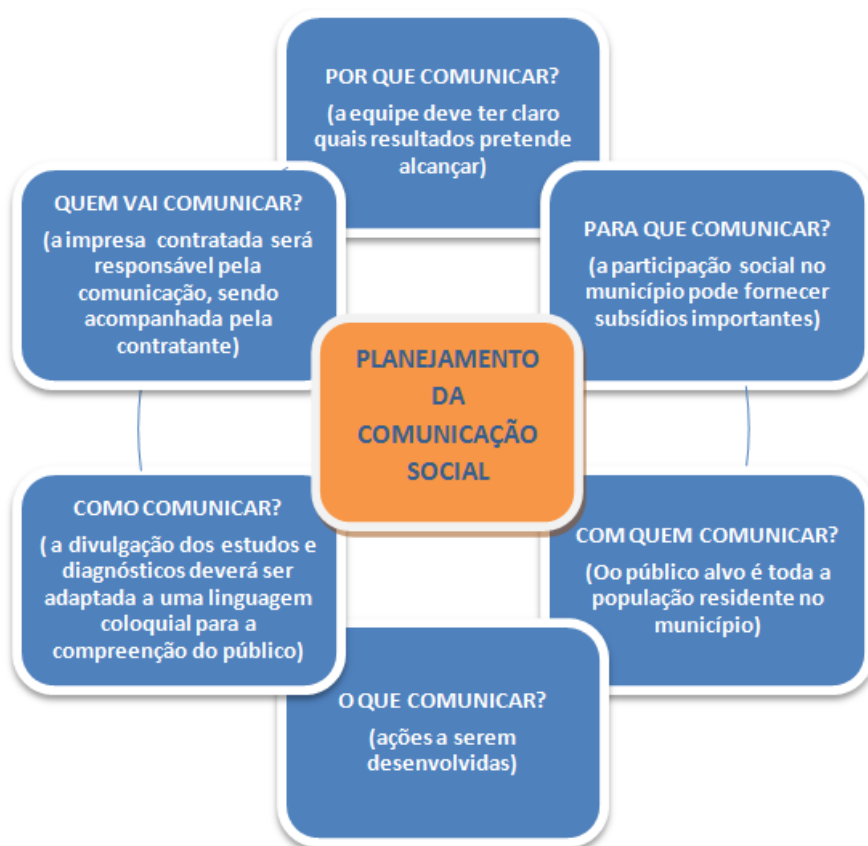 POR QUE COMUNICAR?
(a equipe deve ter claro
quais resultados pretende
alcançar)
PARA QUE COMUNICAR?
(a participação social no
município pode fornecer
subsídios importantes)
COM QUEM COMUNICAR?
(Oo público alvo é toda a
população residente no
município)
O QUE COMUNICAR?
(ações a serem
desenvolvidas)
COMO COMUNICAR?
( a divulgação dos estudos e
diagnósticos deverá ser
adaptada a uma linguagem
coloquial para a
compreenção do público)
QUEM VAI COMUNICAR?
(a impresa contratada será
responsável pela
comunicação, sendo
acompanhada pela
contratante)
PLANEJAMENTO
DA
COMUNICAÇÃO
SOCIAL